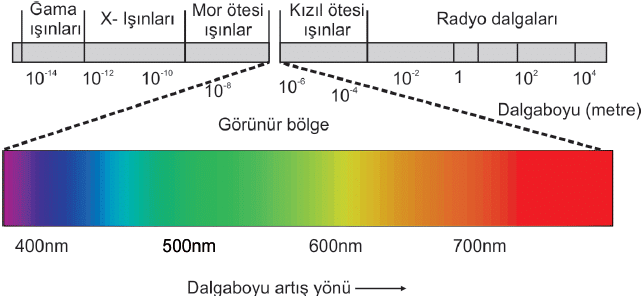 Gama
ışınları
X- Işınları
Mor ötesi
ışınlar
Kızıl ötesi
ışınlar
Radyo dalgaları
10⁻¹⁴
10⁻¹²
10⁻¹⁰
10⁻⁸
10⁻⁶
10⁻⁴
10⁻²
1
10²
10⁴
Dalgaboyu (metre)
Görünür bölge
400nm
500nm
600nm
700nm
Dalgaboyu artış yönü